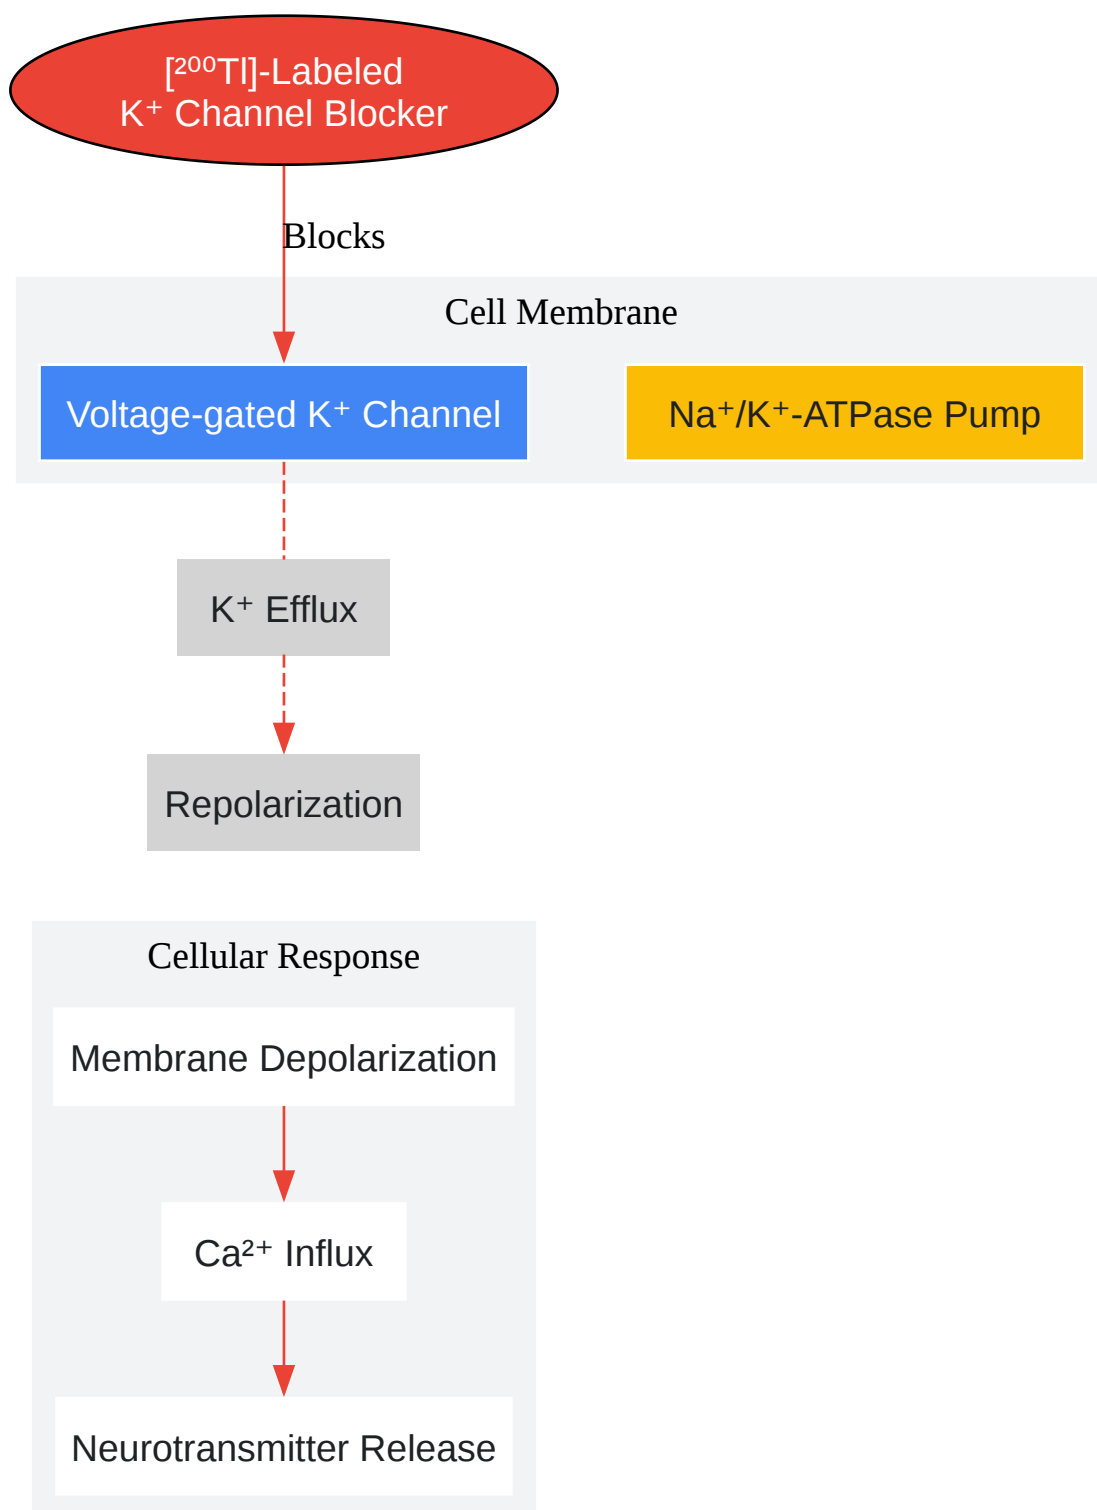 [²⁰⁰Tl]-Labeled
K⁺ Channel Blocker
Blocks
Cell Membrane
Voltage-gated K⁺ Channel
Na⁺/K⁺-ATPase Pump
K⁺ Efflux
Repolarization
Cellular Response
Membrane Depolarization
Ca²⁺ Influx
Neurotransmitter Release